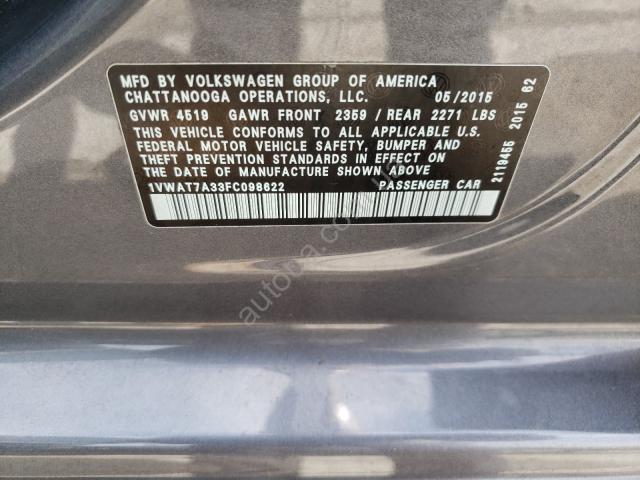 MFD BY VOLKSWAGEN GROUP OF AMERICA
CHATTANOOGA OPERATIONS, LLC. 05/2015
GVWR 4519 GAWR FRONT 2359 / REAR 2271 LBS
THIS VEHICLE CONFORMS TO ALL APPLICABLE U.S.
FEDERAL MOTOR VEHICLE SAFETY, BUMPER AND
THEFT PREVENTION STANDARDS IN EFFECT ON
THE DATE OF MANUFACTURE SHOWN ABOVE
1VWAT7A33FC098622 PASSENGER CAR
2119455 2015 62